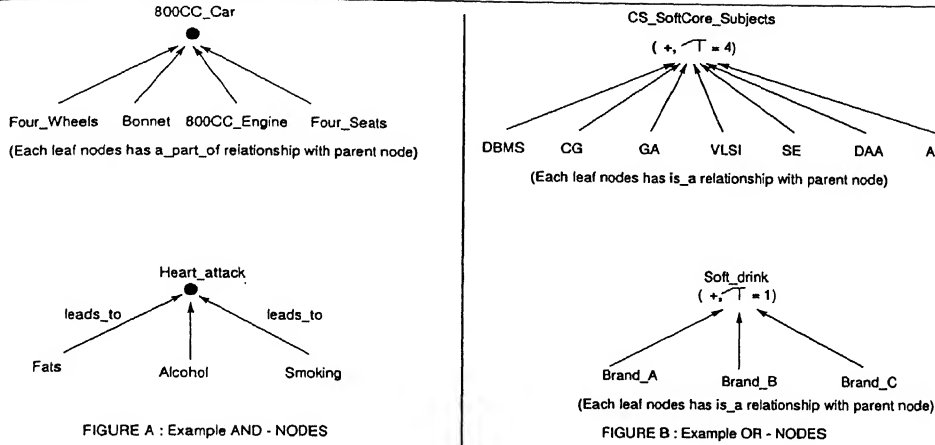 800CC_Car
Four_Wheels Bonnet 800CC_Engine Four_Seats
(Each leaf nodes has a_part_of relationship with parent node)
Heart_attack
leads_to leads_to
Fats Alcohol Smoking
FIGURE A : Example AND - NODES
CS_SoftCore_Subjects
( +, T = 4)
DBMS CG GA VLSI SE DAA
(Each leaf nodes has is_a relationship with parent node)
Soft_drink
( +, T = 1)
Brand_A Brand_B Brand_C
(Each leaf nodes has is_a relationship with parent node)
FIGURE B : Example OR - NODES